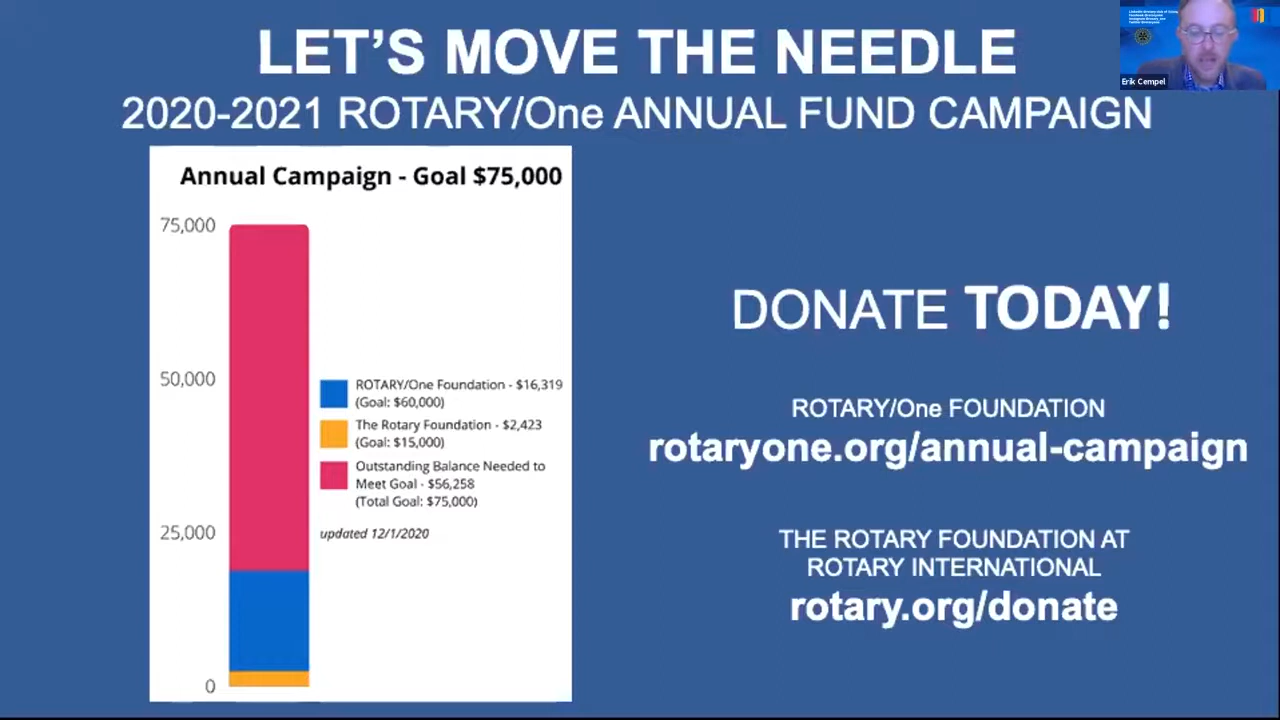 LET'S MOVE THE NEEDLE
2020-2021 ROTARY/One ANNUAL FUND CAMPAIGN
Erik Cempel
Annual Campaign - Goal $75,000
75,000
50,000
25,000
0
ROTARY/One Foundation - $16,319
(Goal: $60,000)
The Rotary Foundation - $2,423
(Goal: $15,000)
Outstanding Balance Needed to
Meet Goal - $56,258
(Total Goal: $75,000)
updated 12/1/2020
DONATE TODAY!
ROTARY/One FOUNDATION
rotaryone.org/annual-campaign
THE ROTARY FOUNDATION AT
ROTARY INTERNATIONAL
rotary.org/donate